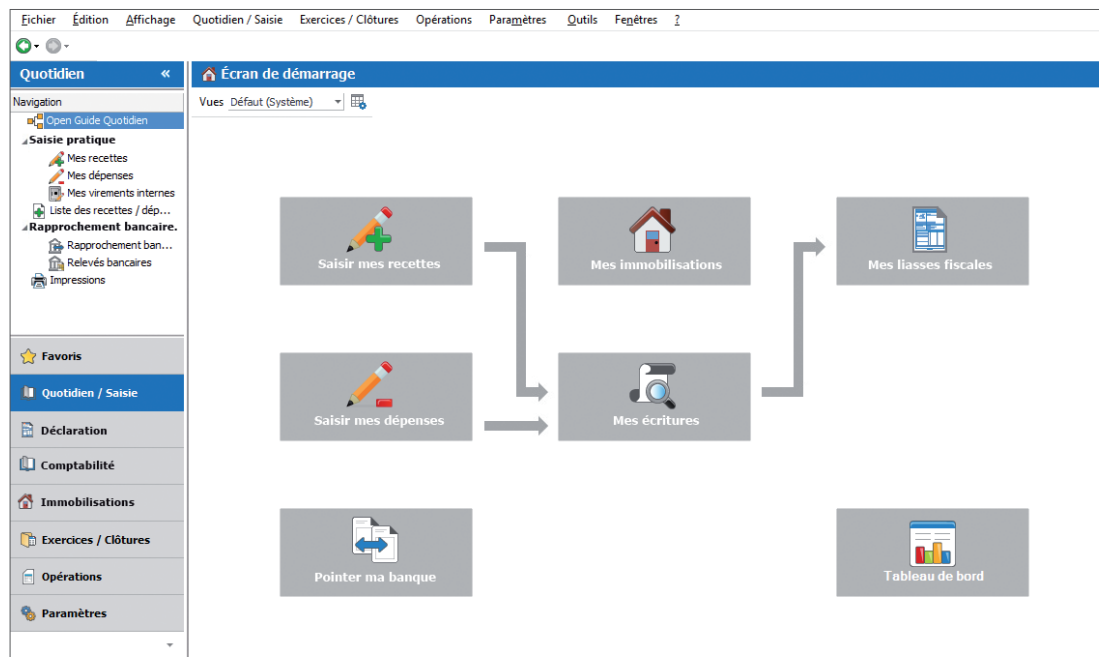 Fichier Édition Affichage Quotidien / Saisie Exercices / Clôtures Opérations Paramètres Outils Fenêtres ?
Quotidien «
Écran de démarrage
Navigation
Vues Défaut (Système)
Open Guide Quotidien
Saisie pratique
Mes recettes
Mes dépenses
Mes virements internes
Liste des recettes / dép...
Rapprochement bancaire.
Rapprochement ban...
Relevés bancaires
Impressions
Favoris
Quotidien / Saisie
Déclaration
Comptabilité
Immobilisations
Exercices / Clôtures
Opérations
Paramètres
Saisir mes recettes
Mes immobilisations
Mes liasses fiscales
Saisir mes dépenses
Mes écritures
Pointer ma banque
Tableau de bord